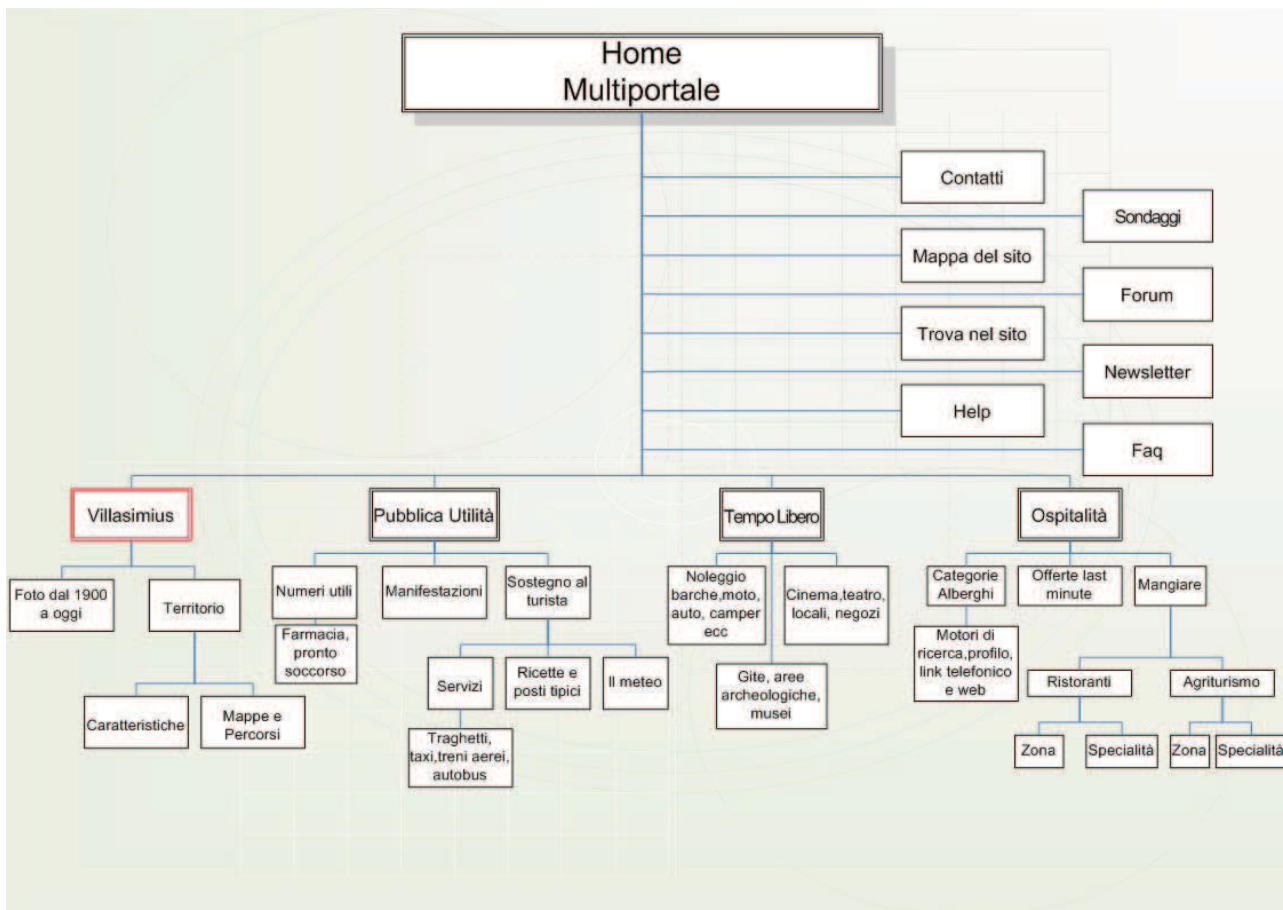 Home
Multiportale
Contatti
Sondaggi
Mappa del sito
Forum
Trova nel sito
Newsletter
Help
Faq
Villasimius
Pubblica Utilità
Tempo Libero
Ospitalità
Foto dal 1900
a oggi
Territorio
Numeri utili
Manifestazioni
Sostegno al
turista
Noleggio
barche,moto,
auto, camper
ecc
Cinema,teatro,
locali, negozi
Categorie
Alberghi
Offerte last
minute
Mangiare
Farmacia,
pronto
soccorso
Motori di
ricerca,profilo,
link telefonico
e web
Servizi
Ricette e
posti tipici
Il meteo
Gite, aree
archeologiche,
musei
Ristoranti
Agriturismo
Caratteristiche
Mappe e
Percorsi
Traghetti,
taxi,treni aerei,
autobus
Zona
Specialità
Zona
Specialità